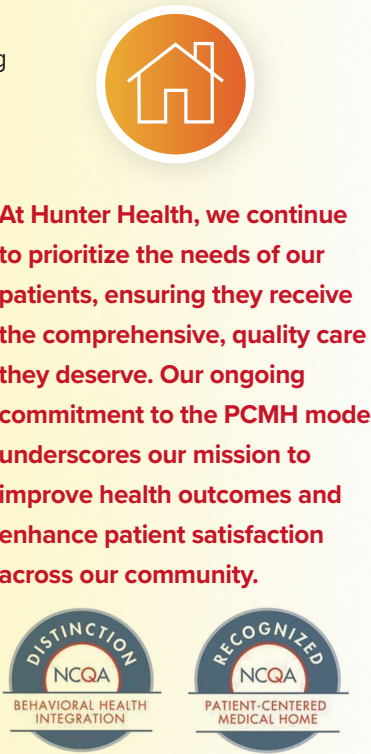 g
At Hunter Health, we continue
to prioritize the needs of our
patients, ensuring they receive
the comprehensive, quality care
they deserve. Our ongoing
commitment to the PCMH mode
underscores our mission to
improve health outcomes and
enhance patient satisfaction
across our community.
DISTINCTION
NCQA
BEHAVIORAL HEALTH
INTEGRATION
RECOGNIZED
NCQA
PATIENT-CENTERED
MEDICAL HOME